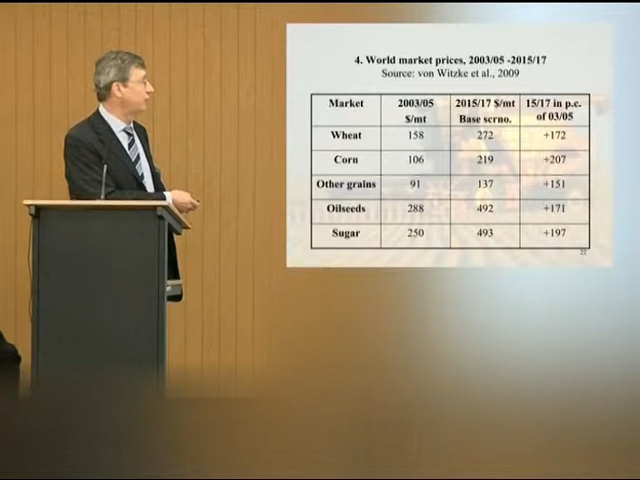 4. World market prices, 2003/05 -2015/17
Source: von Witzke et al., 2009
Market 2003/05 $/mt 2015/17 $/mt Base scrno. 15/17 in p.c. of 03/05
Wheat 158 272 +172
Corn 106 219 +207
Other grains 91 137 +151
Oilseeds 288 492 +171
Sugar 250 493 +197
22